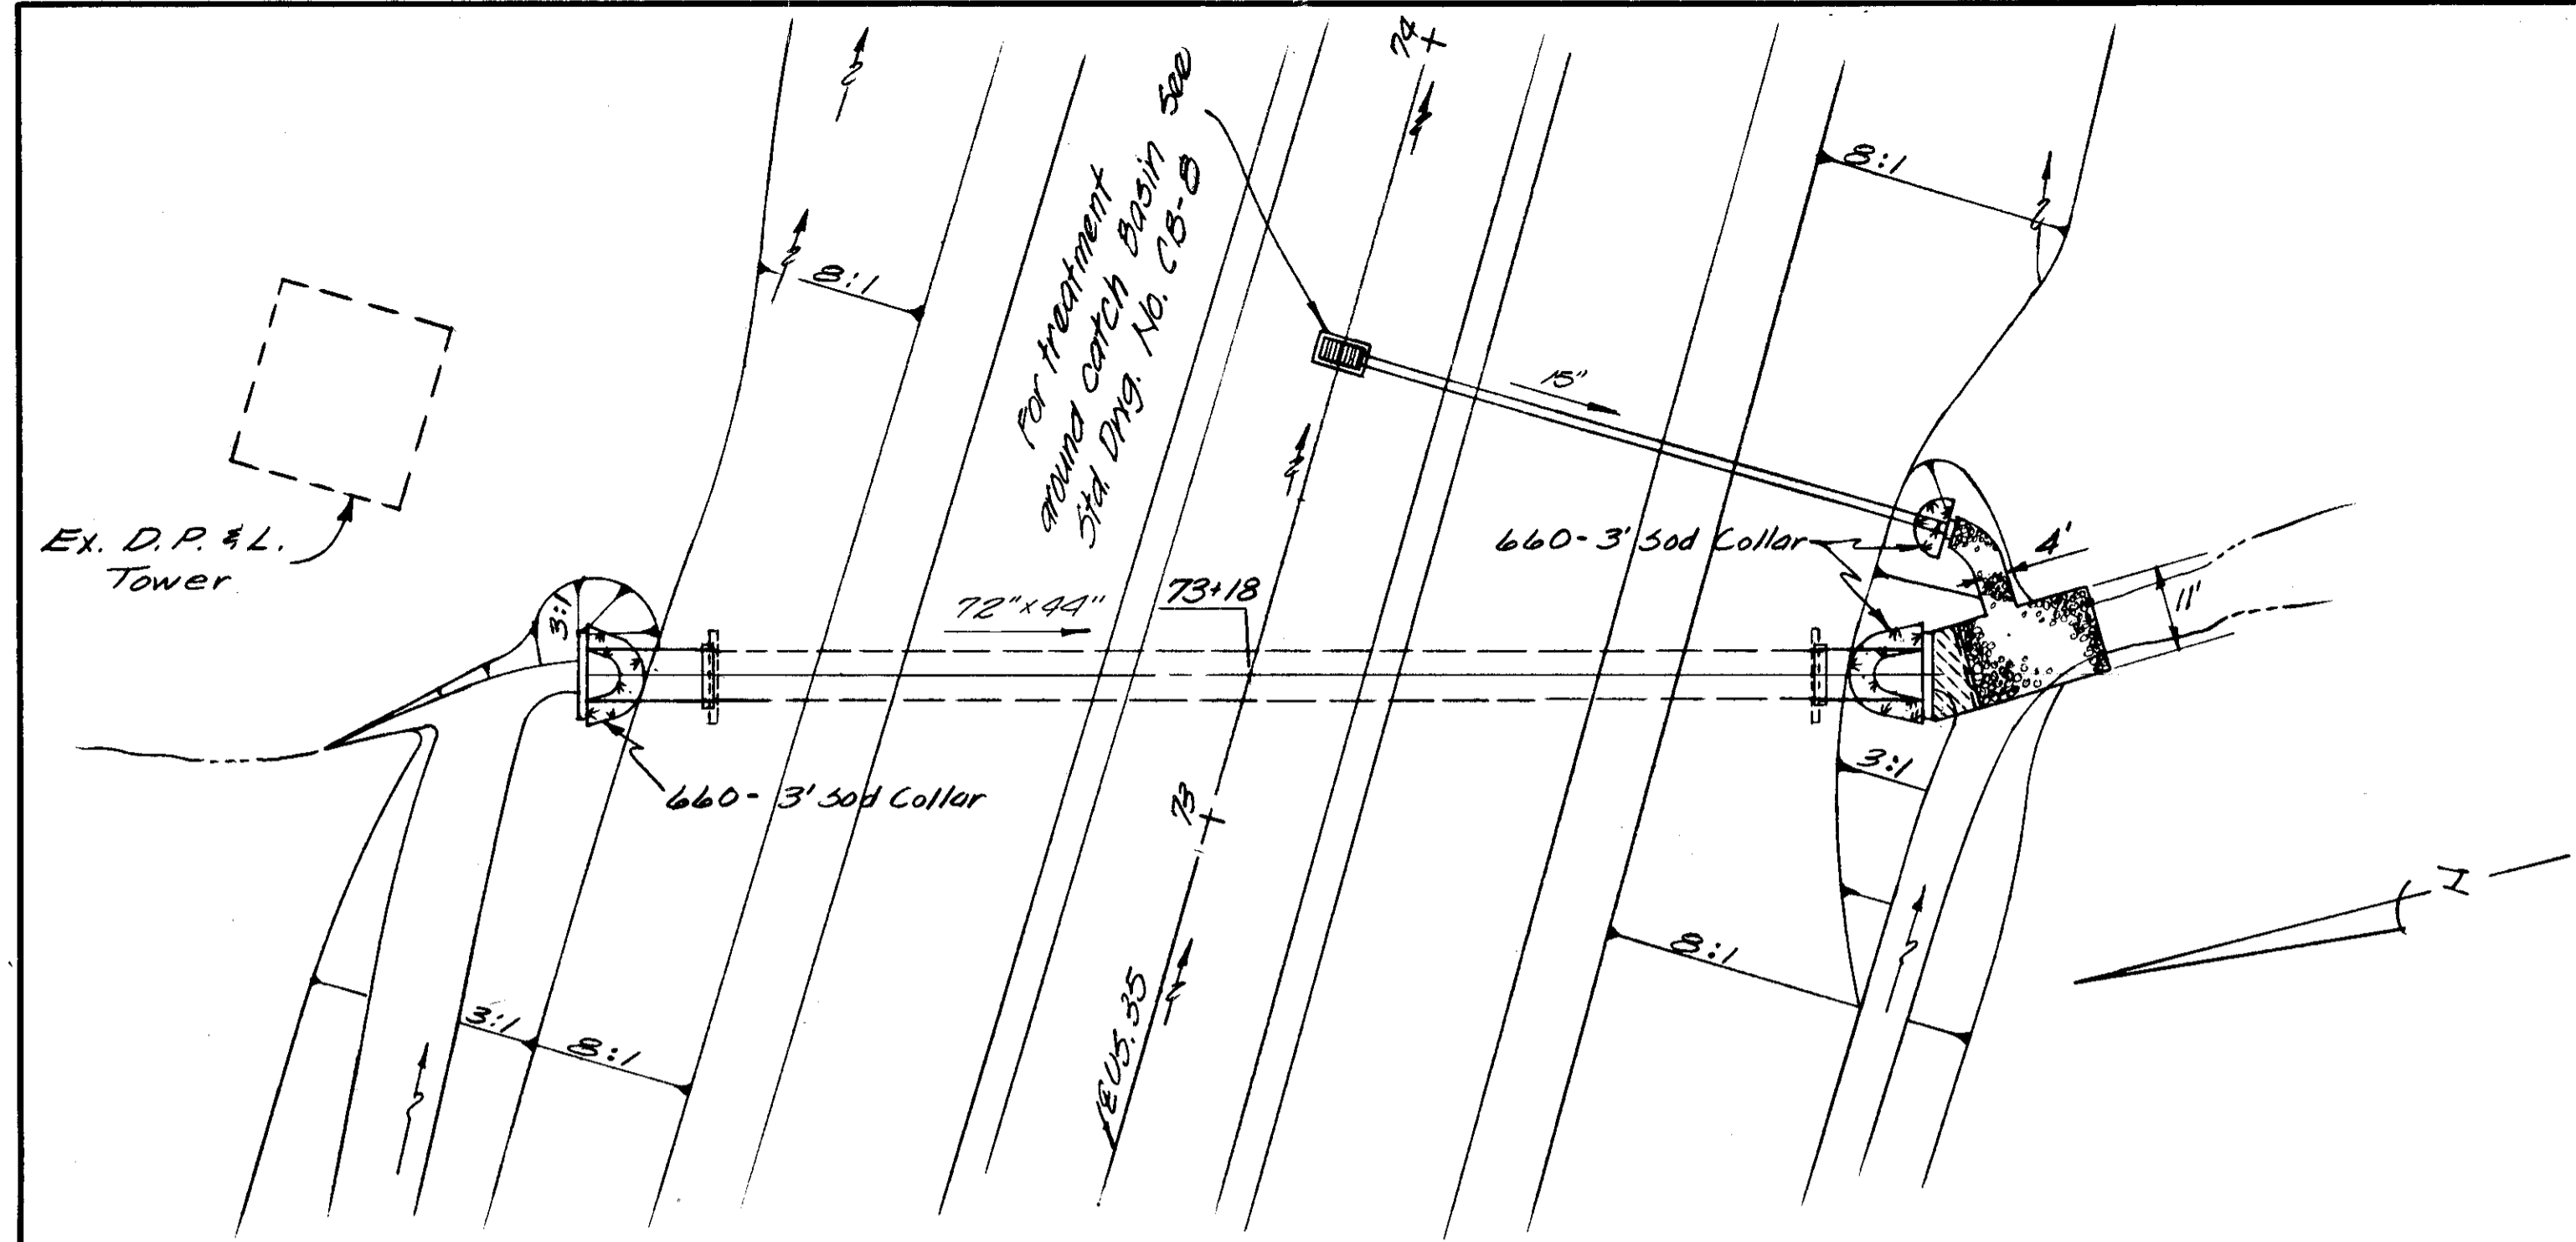 74
For treatment
around Catch Basin see
Std. Drwg. No. CB-8
8:1
8:1
15"
Ex. D.P. & L.
Tower
660-3' Sod Collar
4'
11'
3:1
72"x44"
73+18
660- 3' Sod Collar
73
3:1
8:1
3:1
8:1
℄ U.S. 35